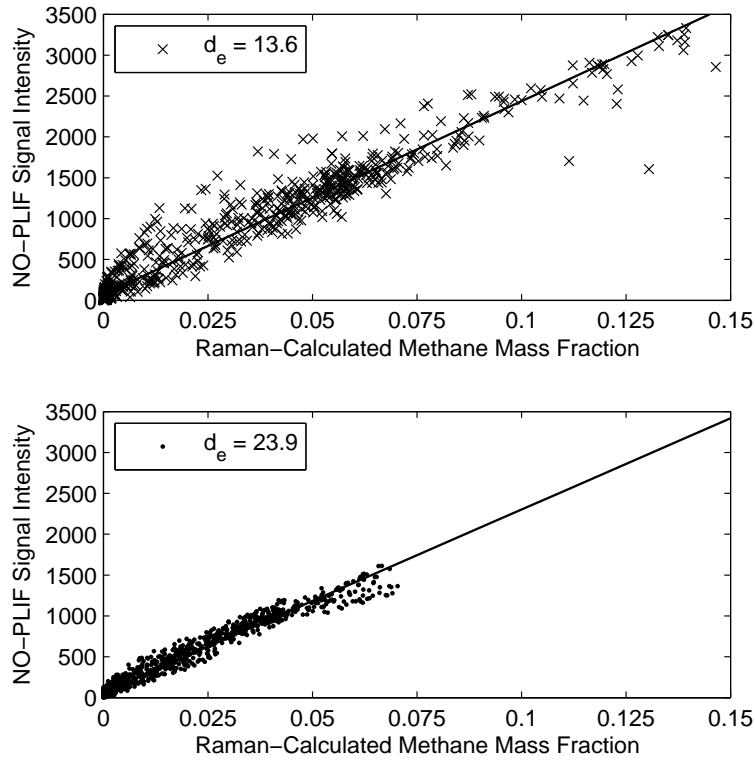 3500
3000
2500
2000
1500
1000
500
0
NO−PLIF Signal Intensity
d_e = 13.6
0 0.025 0.05 0.075 0.1 0.125 0.15
Raman−Calculated Methane Mass Fraction
3500
3000
2500
2000
1500
1000
500
0
NO−PLIF Signal Intensity
d_e = 23.9
0 0.025 0.05 0.075 0.1 0.125 0.15
Raman−Calculated Methane Mass Fraction